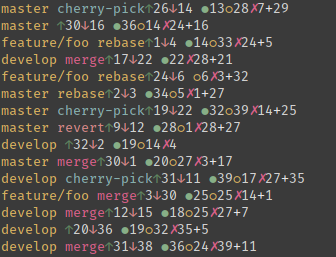 master cherry-pick↑26↓14 ●13○28✗7+29
master ↑30↓16 ●36○14✗24+16
feature/foo rebase↑1↓4 ●14○33✗24+5
develop merge↑17↓22 ●22✗28+21
feature/foo rebase↑24↓6 ○6✗3+32
master rebase↑2↓3 ●34○5✗1+27
master cherry-pick↑19↓22 ●32○39✗14+25
master revert↑9↓12 ●28○1✗28+27
develop ↑32↓2 ●19○14✗4
master merge↑30↓1 ●20○27✗3+17
develop cherry-pick↑31↓11 ●39○17✗27+35
feature/foo merge↑3↓30 ●25○25✗14+1
develop merge↑12↓15 ●18○25✗27+7
develop ↑20↓36 ●19○32✗35+5
develop merge↑31↓38 ●36○24✗39+11